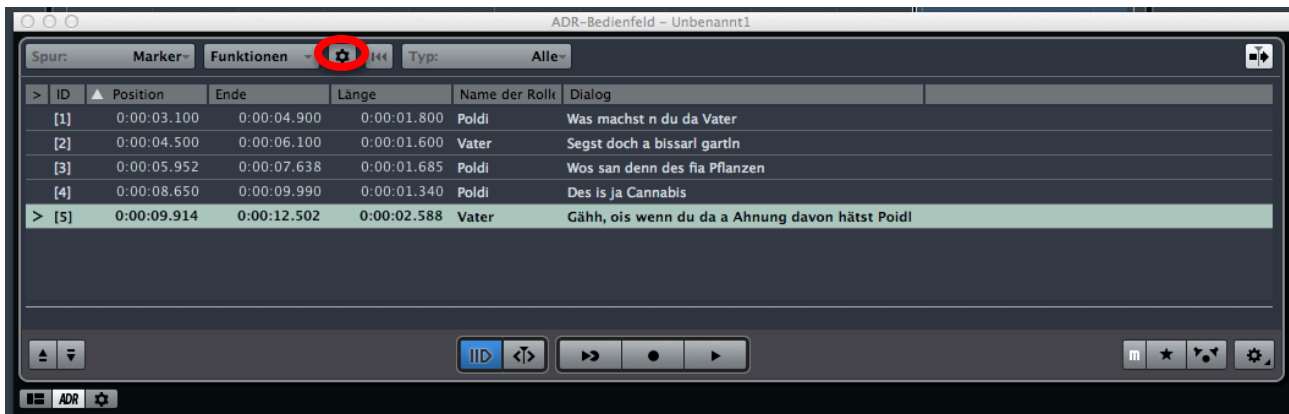 ADR-Bedienfeld - Unbenannt1
Spur: Marker Funktionen Typ: Alle
> ID Position Ende Länge Name der Rolle Dialog
[1] 0:00:03.100 0:00:04.900 0:00:01.800 Poldi Was machst n du da Vater
[2] 0:00:04.500 0:00:06.100 0:00:01.600 Vater Segst doch a bissarl gartln
[3] 0:00:05.952 0:00:07.638 0:00:01.685 Poldi Wos san denn des fia Pflanzen
[4] 0:00:08.650 0:00:09.990 0:00:01.340 Poldi Des is ja Cannabis
> [5] 0:00:09.914 0:00:12.502 0:00:02.588 Vater Gähh, ois wenn du da a Ahnung davon hätst Poidl
m
ADR